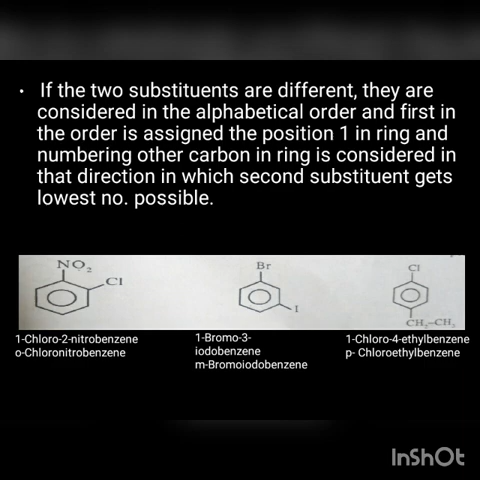 • If the two substituents are different, they are
considered in the alphabetical order and first in
the order is assigned the position 1 in ring and
numbering other carbon in ring is considered in
that direction in which second substituent gets
lowest no. possible.
NO2
Cl
Br
I
Cl
CH2-CH3
1-Chloro-2-nitrobenzene
o-Chloronitrobenzene
1-Bromo-3-
iodobenzene
m-Bromoiodobenzene
1-Chloro-4-ethylbenzene
p- Chloroethylbenzene
InShOt